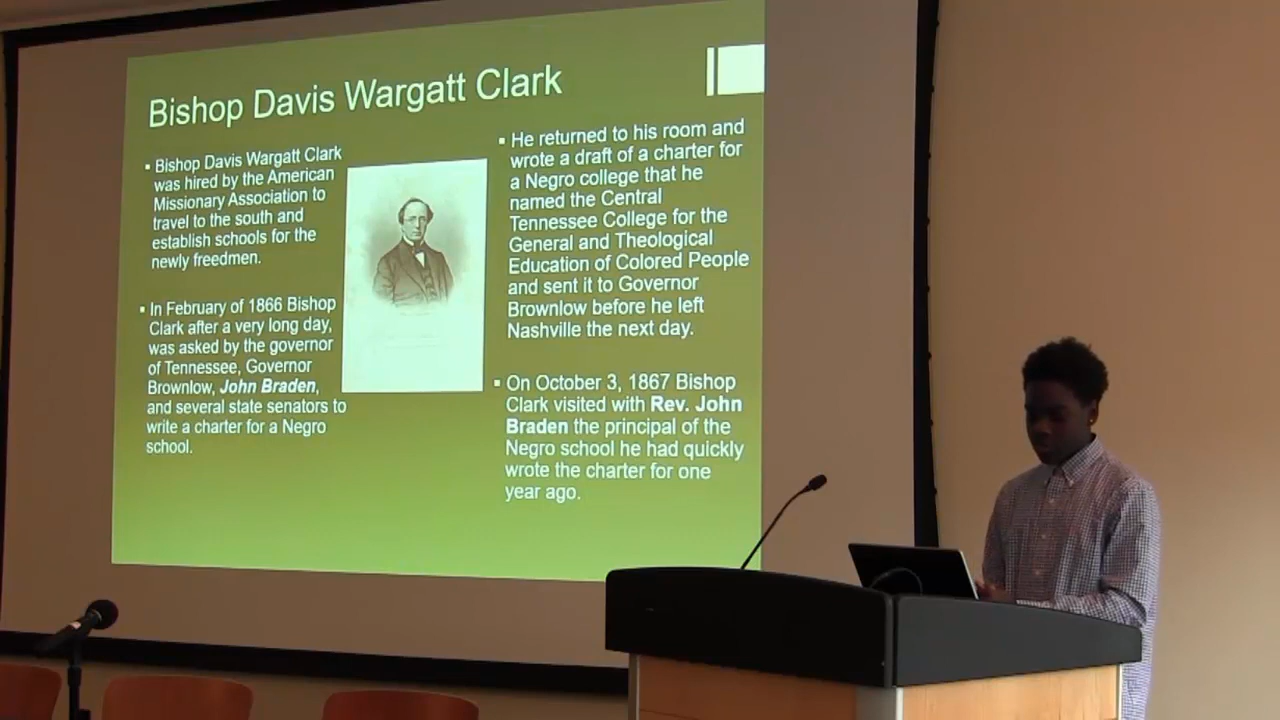 Bishop Davis Wargatt Clark
▪ Bishop Davis Wargatt Clark
was hired by the American
Missionary Association to
travel to the south and
establish schools for the
newly freedmen.
▪ In February of 1866 Bishop
Clark after a very long day,
was asked by the governor
of Tennessee, Governor
Brownlow, John Braden,
and several state senators to
write a charter for a Negro
school.
▪ He returned to his room and
wrote a draft of a charter for
a Negro college that he
named the Central
Tennessee College for the
General and Theological
Education of Colored People
and sent it to Governor
Brownlow before he left
Nashville the next day.
▪ On October 3, 1867 Bishop
Clark visited with Rev. John
Braden the principal of the
Negro school he had quickly
wrote the charter for one
year ago.